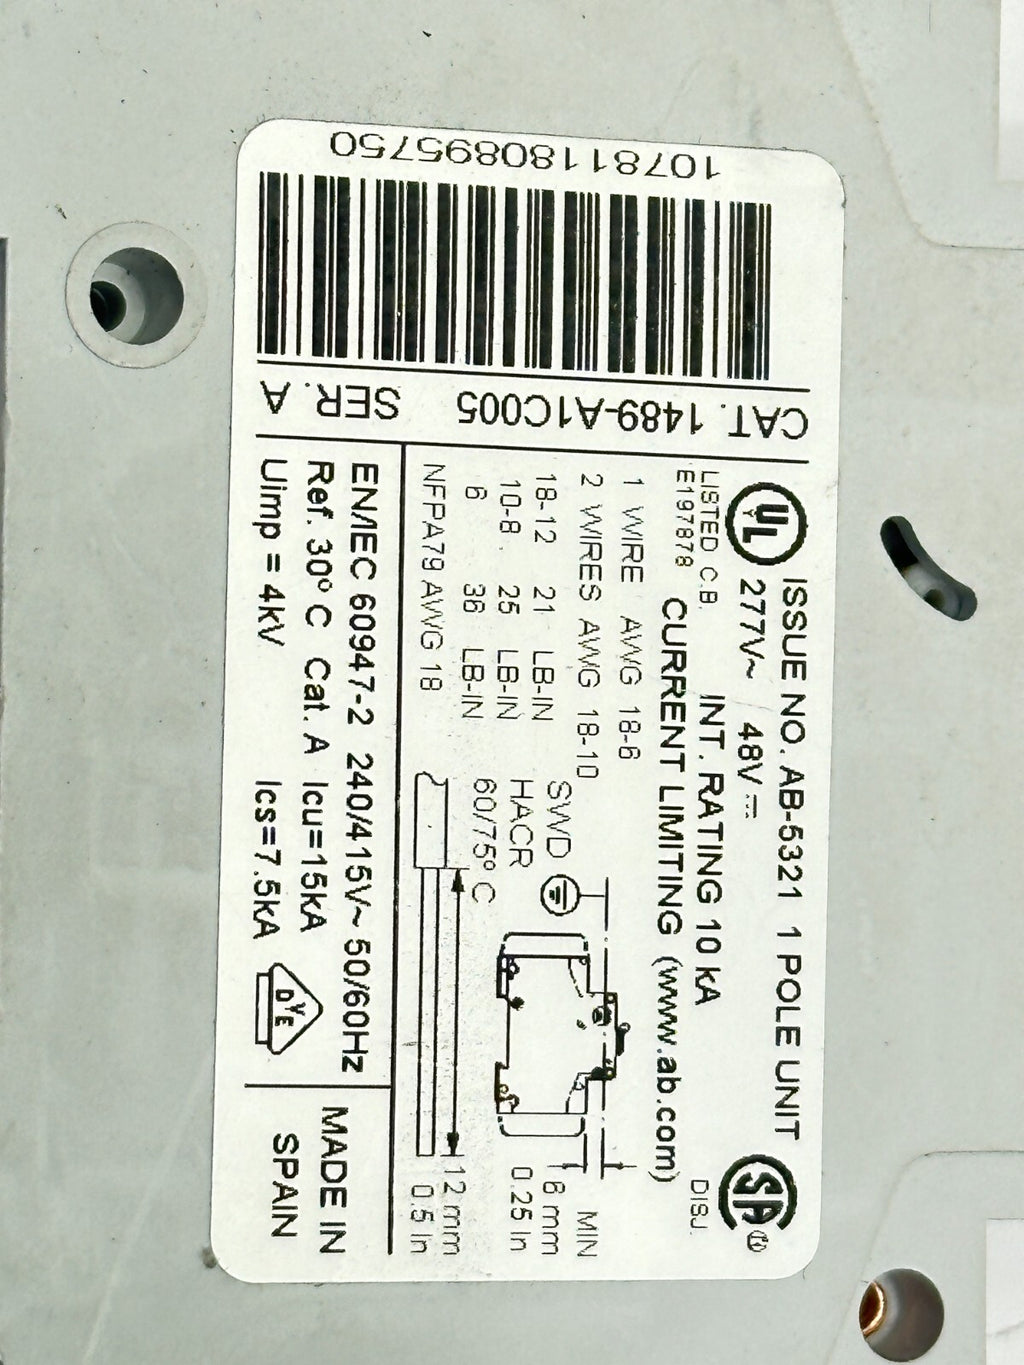 10781180895750
CAT. 1489-A1C005 SER. A
UL
LISTED C.B.
E197878
ISSUE NO. AB-5321 1 POLE UNIT
277V~ 48V⎓
INT. RATING 10 kA
CURRENT LIMITING (www.ab.com)
SA
DISJ.
1 WIRE AWG 18-6
2 WIRES AWG 18-10
18-12 21 LB-IN
10-8 25 LB-IN
6 36 LB-IN
NFPA79 AWG 18
SWD
HACR
60/75° C
MIN
6 mm
0.25 In
12 mm
0.5 In
EN/IEC 60947-2 240/415V~ 50/60Hz
Ref. 30° C Cat. A Icu=15kA
Uimp = 4kV Ics=7.5kA
DVE
MADE IN
SPAIN